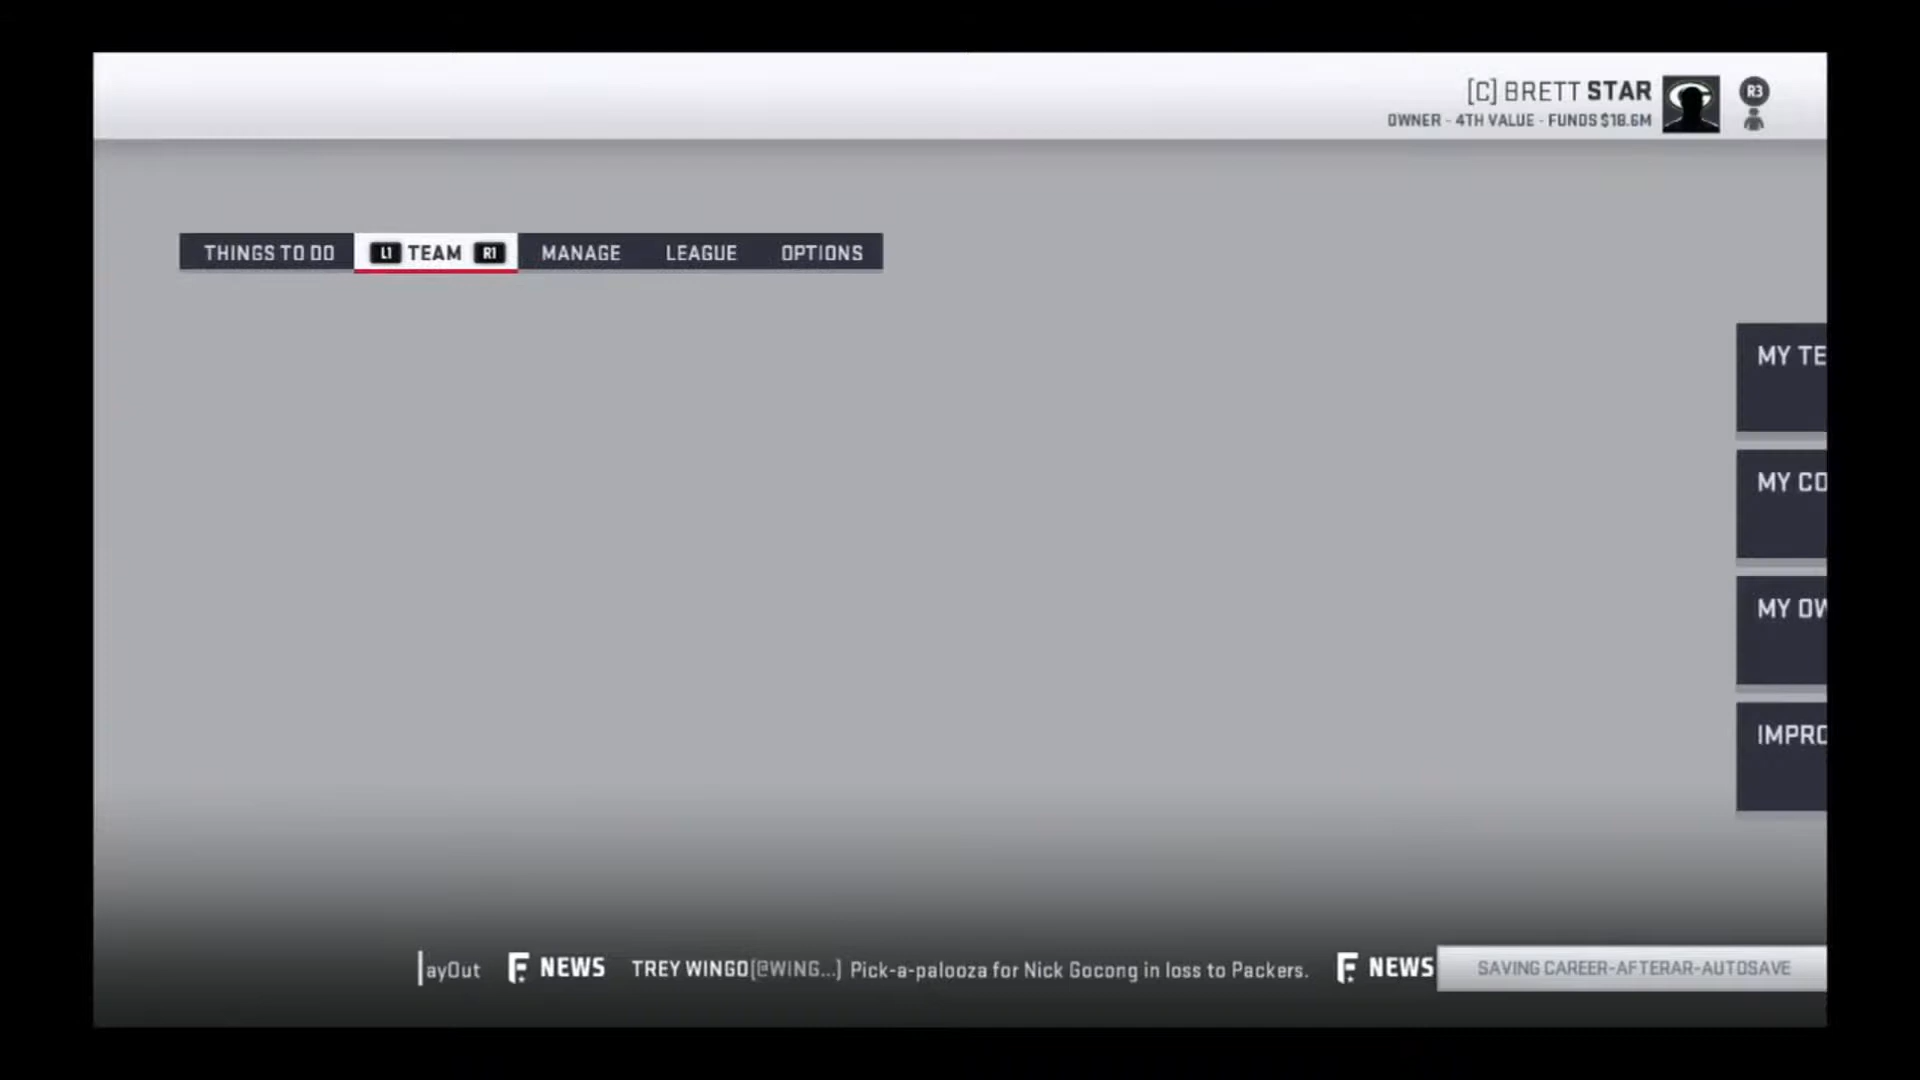 [C] BRETT STAR
OWNER - 4TH VALUE - FUNDS $18.6M
R3
THINGS TO DO L1 TEAM R1 MANAGE LEAGUE OPTIONS
MY TE
MY CO
MY OW
IMPRO
ayOut F NEWS TREY WINGO[@WING...] Pick-a-palooza for Nick Gocong in loss to Packers. F NEWS
SAVING CAREER-AFTERAR-AUTOSAVE